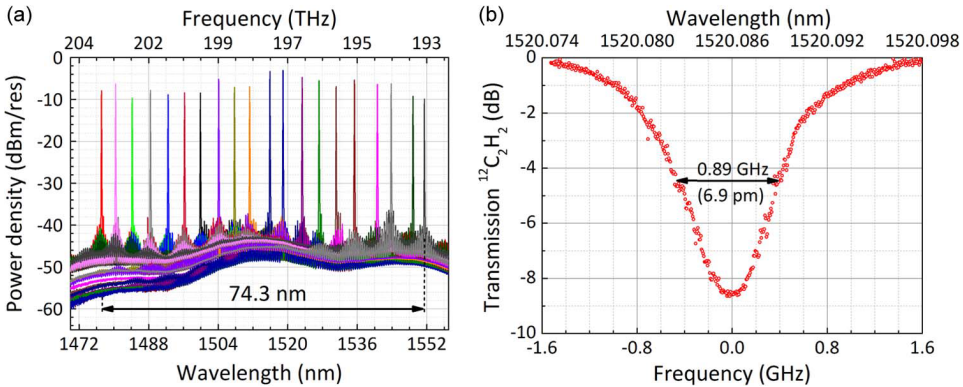 (a)
Frequency (THz)
204 202 199 197 195 193
0
-10
-20
-30
-40
-50
-60
Power density (dBm/res)
74.3 nm
1472 1488 1504 1520 1536 1552
Wavelength (nm)
(b)
Wavelength (nm)
1520.074 1520.080 1520.086 1520.092 1520.098
0
-2
-4
-6
-8
-10
Transmission ¹²C₂H₂ (dB)
0.89 GHz
(6.9 pm)
-1.6 -0.8 0.0 0.8 1.6
Frequency (GHz)